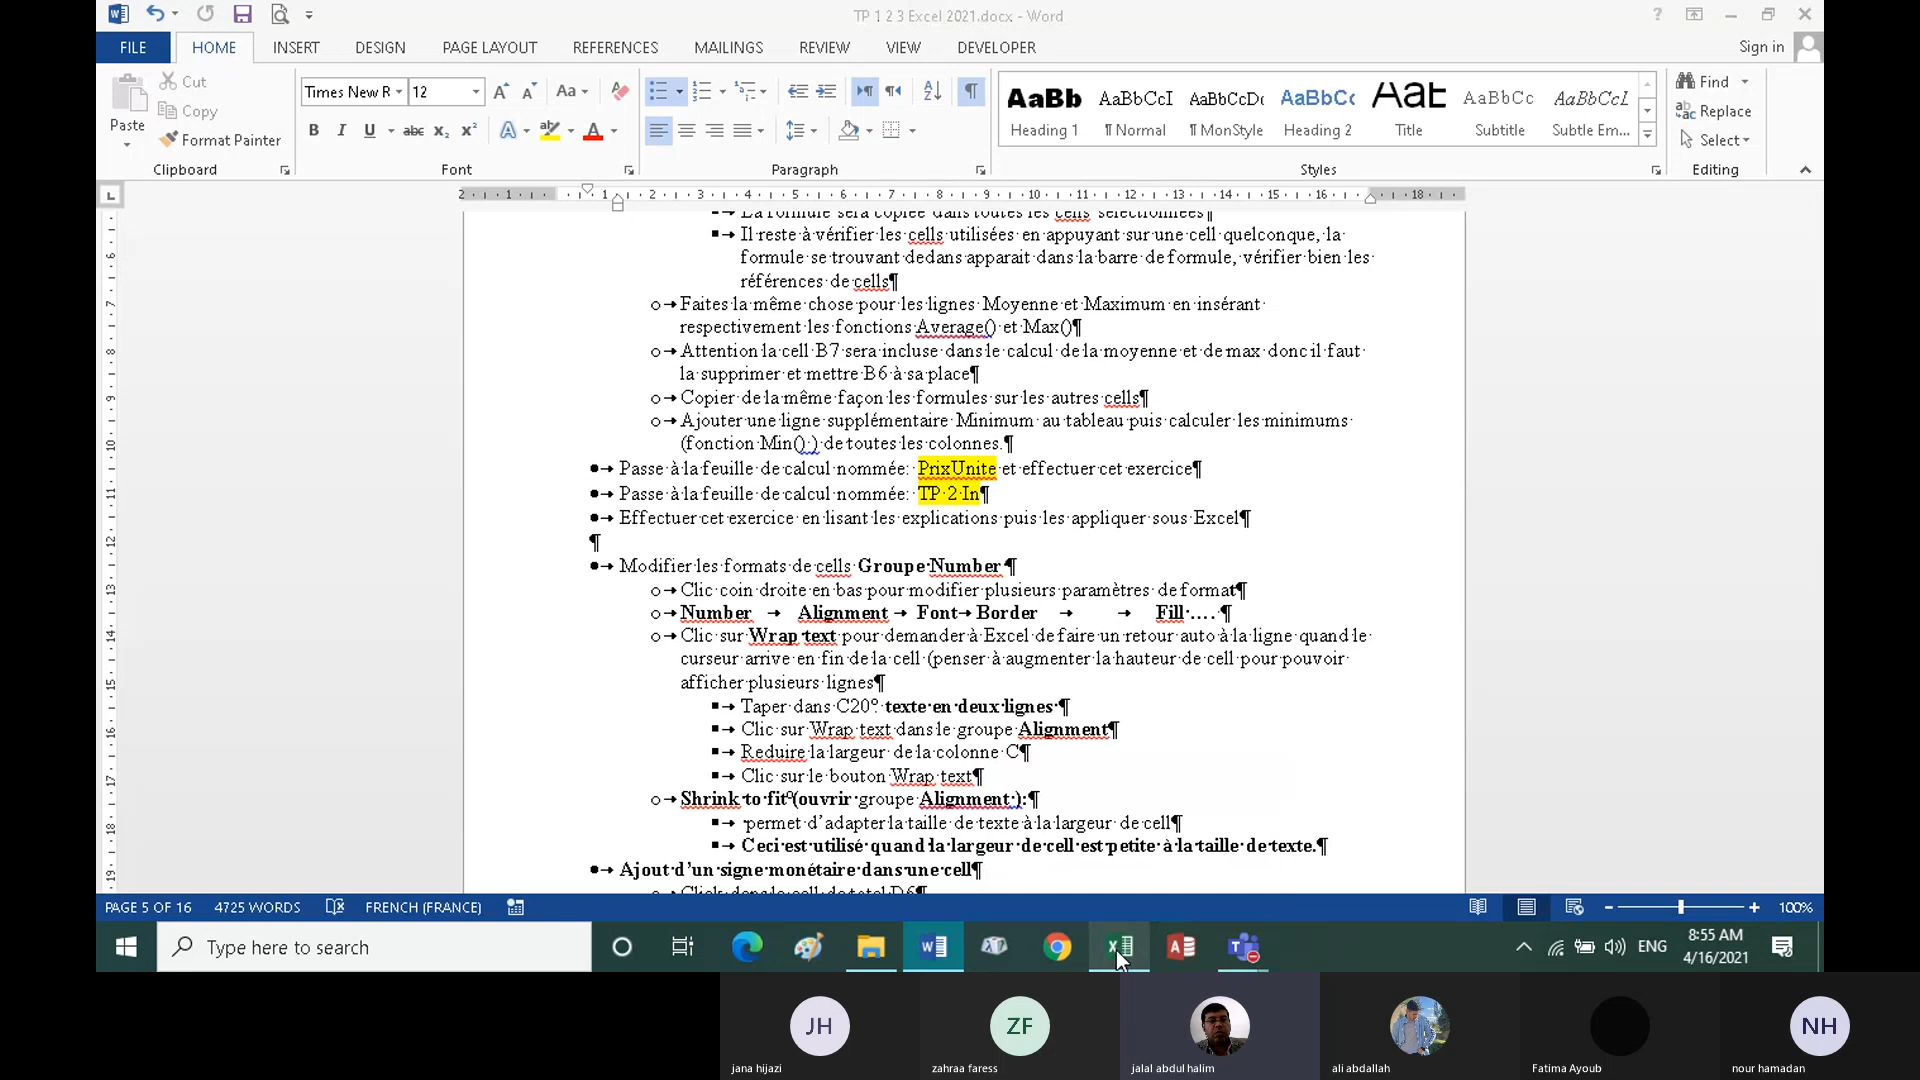 TP 1 2 3 Excel 2021.docx - Word
FILE HOME INSERT DESIGN PAGE LAYOUT REFERENCES MAILINGS REVIEW VIEW DEVELOPER Sign in
Paste
Cut
Copy
Format Painter
Clipboard
Times New R 12
Font
Paragraph
AaBb AaBbCcI AaBbCcDc AaBbCc AaE AaBbCc AaBbCcL
Heading 1 ¶ Normal ¶ MonStyle Heading 2 Title Subtitle Subtle Em...
Styles
Find
Replace
Select
Editing
La formule sera copiée dans toutes les cells sélectionnées¶
Il reste à vérifier les cells utilisées en appuyant sur une cell quelconque, la
formule se trouvant dedans apparait dans la barre de formule, vérifier bien les
références de cells¶
Faites la même chose pour les lignes Moyenne et Maximum en insérant
respectivement les fonctions Average() et Max()¶
Attention la cell B7 sera incluse dans le calcul de la moyenne et de max donc il faut
la supprimer et mettre B6 à sa place¶
Copier de la même façon les formules sur les autres cells¶
Ajouter une ligne supplémentaire Minimum au tableau puis calculer les minimums
(fonction Min() ) de toutes les colonnes.¶
Passe à la feuille de calcul nommée: PrixUnite et effectuer cet exercice¶
Passe à la feuille de calcul nommée: TP 2 In¶
Effectuer cet exercice en lisant les explications puis les appliquer sous Excel¶
¶
Modifier les formats de cells Groupe Number ¶
Clic coin droite en bas pour modifier plusieurs paramètres de format¶
Number → Alignment → Font → Border → → Fill .... ¶
Clic sur Wrap text pour demander à Excel de faire un retour auto à la ligne quand le
curseur arrive en fin de la cell (penser à augmenter la hauteur de cell pour pouvoir
afficher plusieurs lignes¶
Taper dans C20°: texte en deux lignes ¶
Clic sur Wrap text dans le groupe Alignment¶
Reduire la largeur de la colonne C¶
Clic sur le bouton Wrap text¶
Shrink to fit°(ouvrir groupe Alignment ):¶
permet d'adapter la taille de texte à la largeur de cell¶
Ceci est utilisé quand la largeur de cell est petite à la taille de texte.¶
Ajout d'un signe monétaire dans une cell¶
PAGE 5 OF 16 4725 WORDS FRENCH (FRANCE) 100%
Type here to search
ENG
8:55 AM
4/16/2021
JH ZF NH
jana hijazi zahraa faress jalal abdul halim ali abdallah Fatima Ayoub nour hamadan